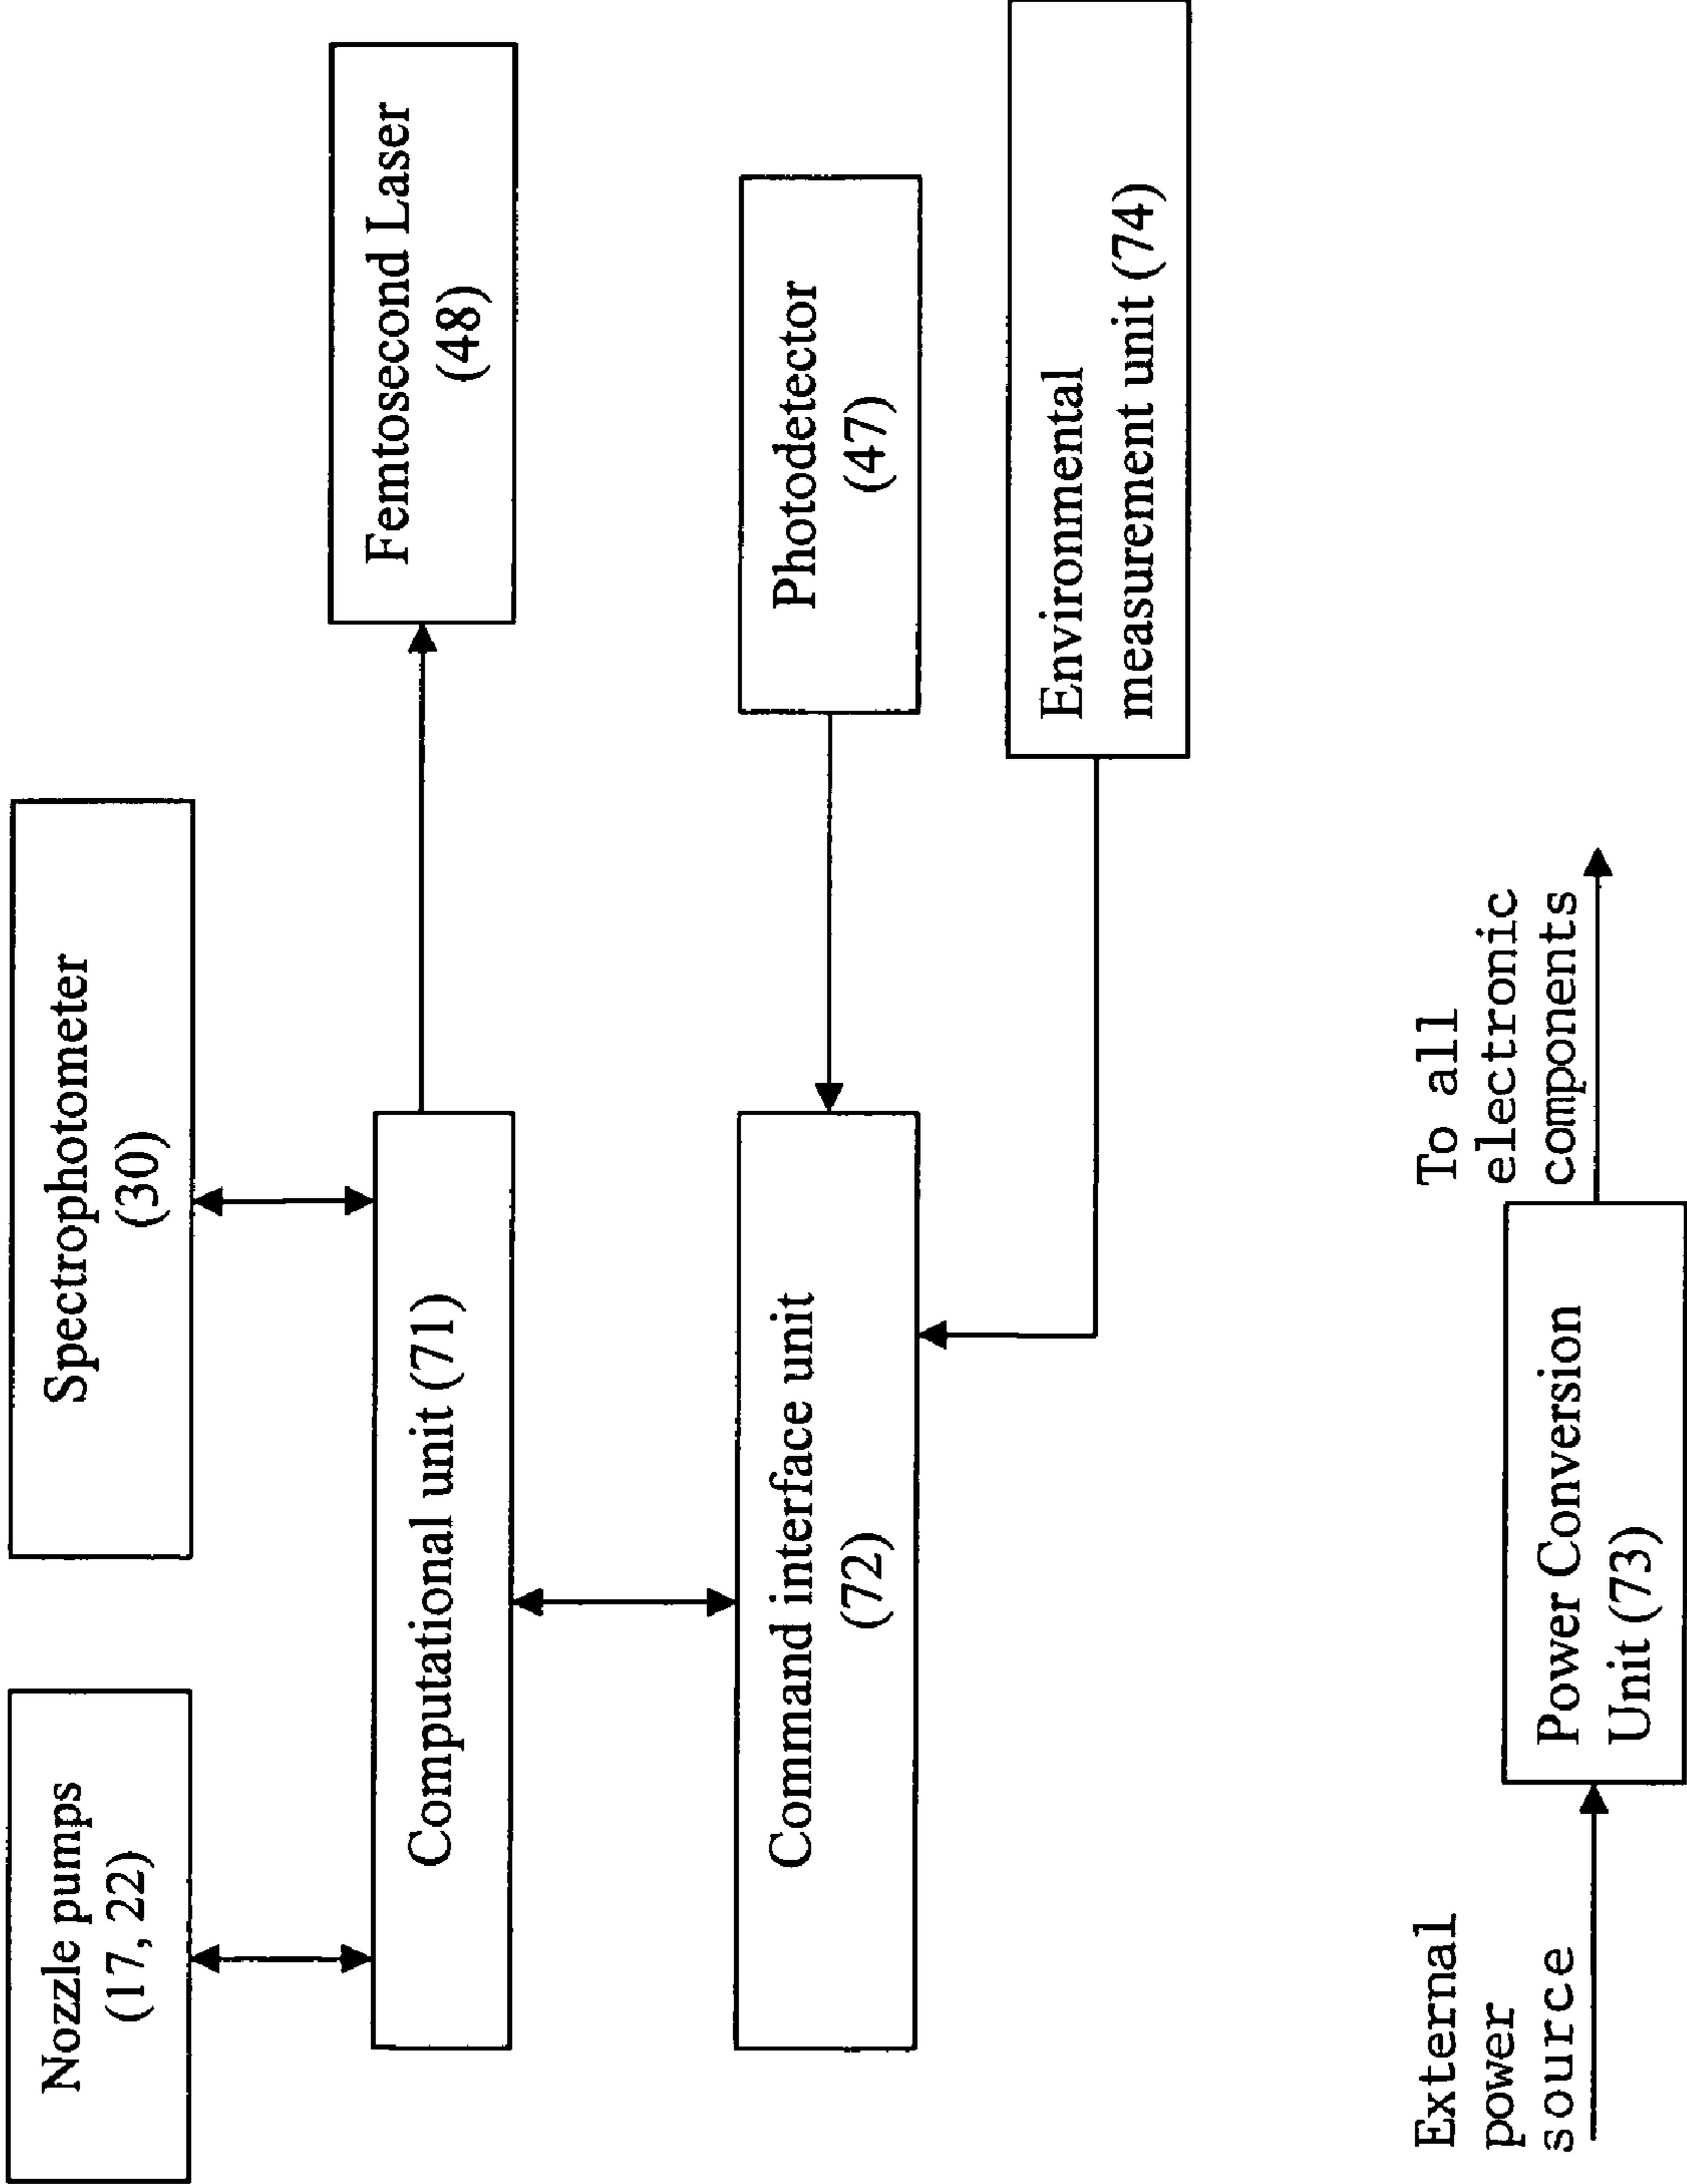 Nozzle pumps
(17, 22)
Spectrophotometer
(30)
Computational unit (71)
Femtosecond Laser
(48)
Command interface unit
(72)
Photodetector
(47)
Environmental
measurement unit (74)
External
power
source
Power Conversion
Unit (73)
To all
electronic
components